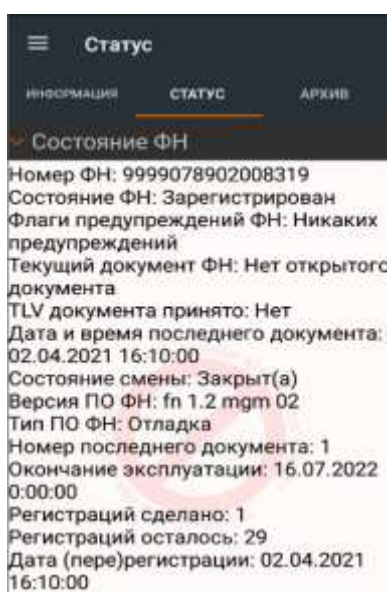 Статус
ИНФОРМАЦИЯ СТАТУС АРХИВ
Состояние ФН
Номер ФН: 9999078902008319
Состояние ФН: Зарегистрирован
Флаги предупреждений ФН: Никаких
предупреждений
Текущий документ ФН: Нет открытого
документа
TLV документа принято: Нет
Дата и время последнего документа:
02.04.2021 16:10:00
Состояние смены: Закрыт(а)
Версия ПО ФН: fn 1.2 mgm 02
Тип ПО ФН: Отладка
Номер последнего документа: 1
Окончание эксплуатации: 16.07.2022
0:00:00
Регистраций сделано: 1
Регистраций осталось: 29
Дата (пере)регистрации: 02.04.2021
16:10:00